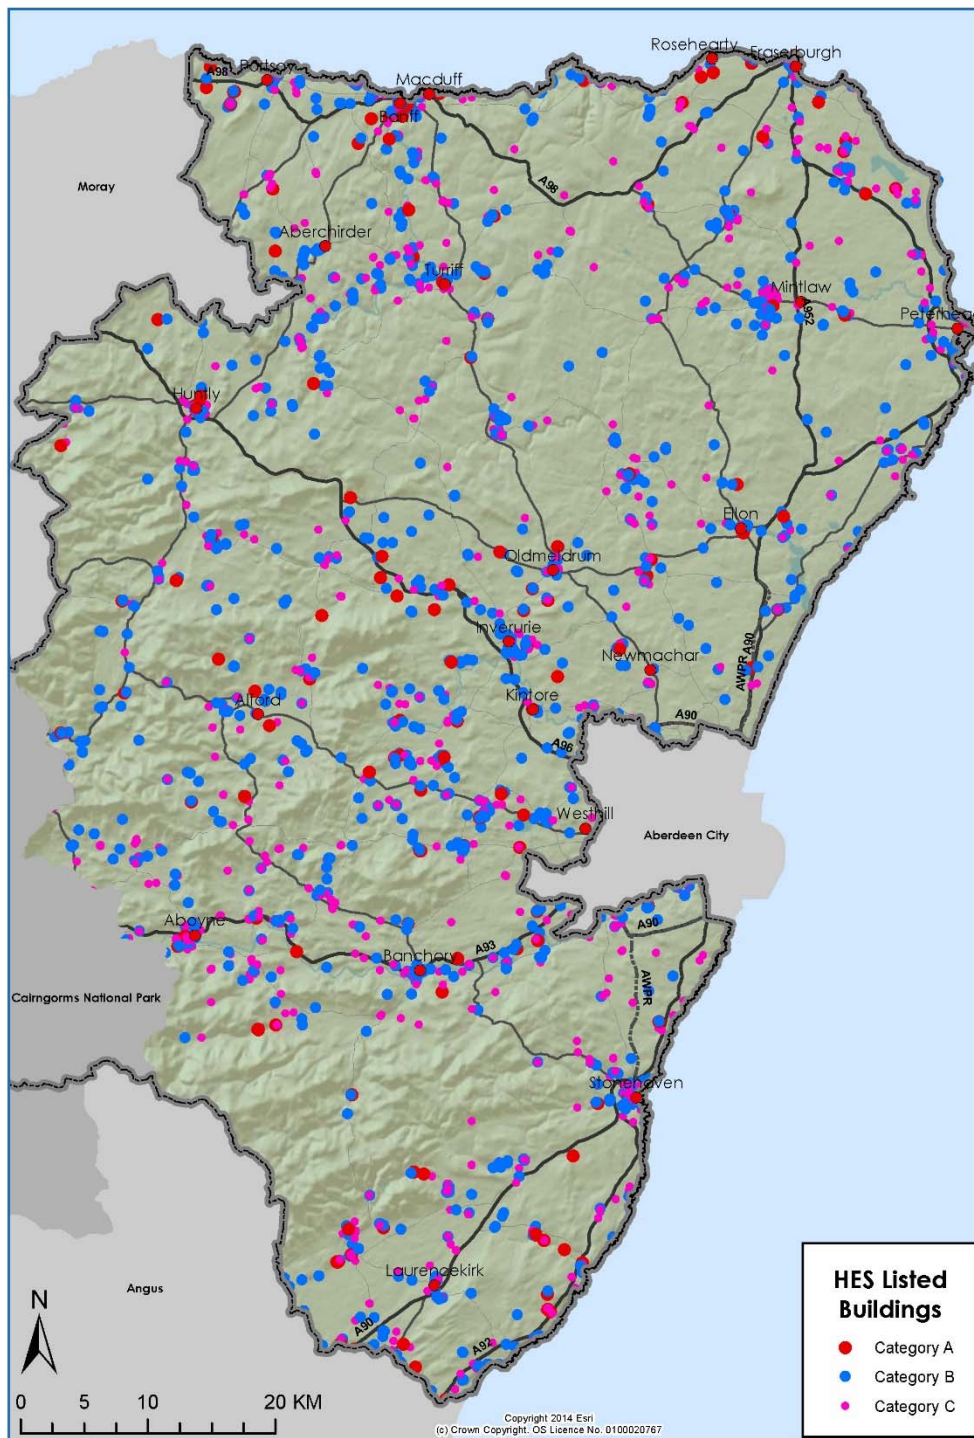 Rosehearty
Fraserburgh
Portsoy
A98
Macduff
Banff
Moray
A98
Aberchirder
Turriff
Mintlaw
A952
Peterhead
Huntly
Ellon
Oldmeldrum
Inverurie
Newmachar
A90
AWPR
Alford
Kintore
A90
A96
Westhill
Aberdeen City
Aboyne
A93
A90
Banchory
AWPR
Cairngorms National Park
Stonehaven
Angus
Laurencekirk
A90
A92
HES Listed
Buildings
Category A
Category B
Category C
N
0 5 10 20 KM
Copyright 2014 Esri
(c) Crown Copyright. OS Licence No. 0100020767